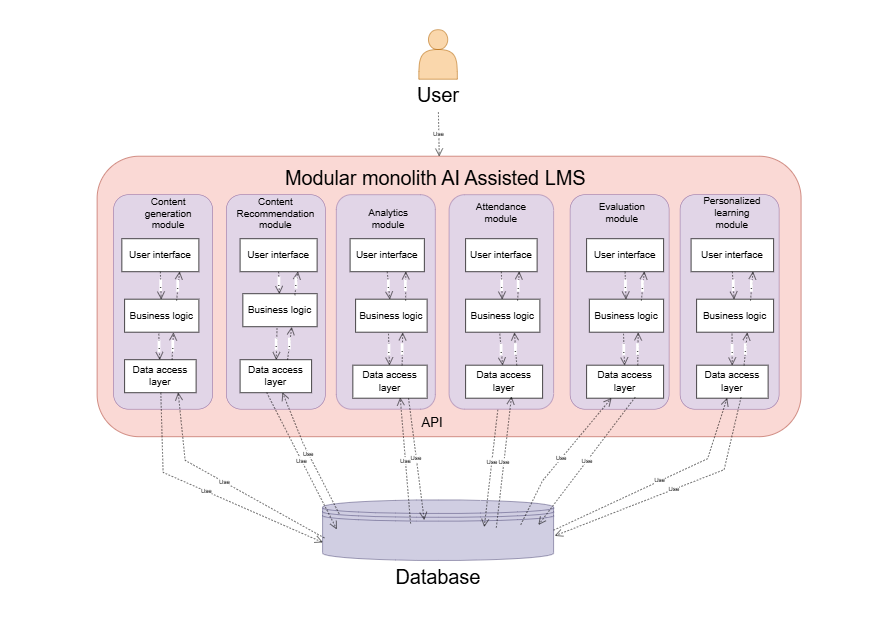 User
Use
Modular monolith AI Assisted LMS
Content
generation
module
User interface
Business logic
Data access
layer
Content
Recommendation
module
User interface
Business logic
Data access
layer
Analytics
module
User interface
Business logic
Data access
layer
Attendance
module
User interface
Business logic
Data access
layer
Evaluation
module
User interface
Business logic
Data access
layer
Personalized
learning
module
User interface
Business logic
Data access
layer
API
Use
Use
Use
Use
Use
Use
Use
Use
Use
Use
Use
Use
Database